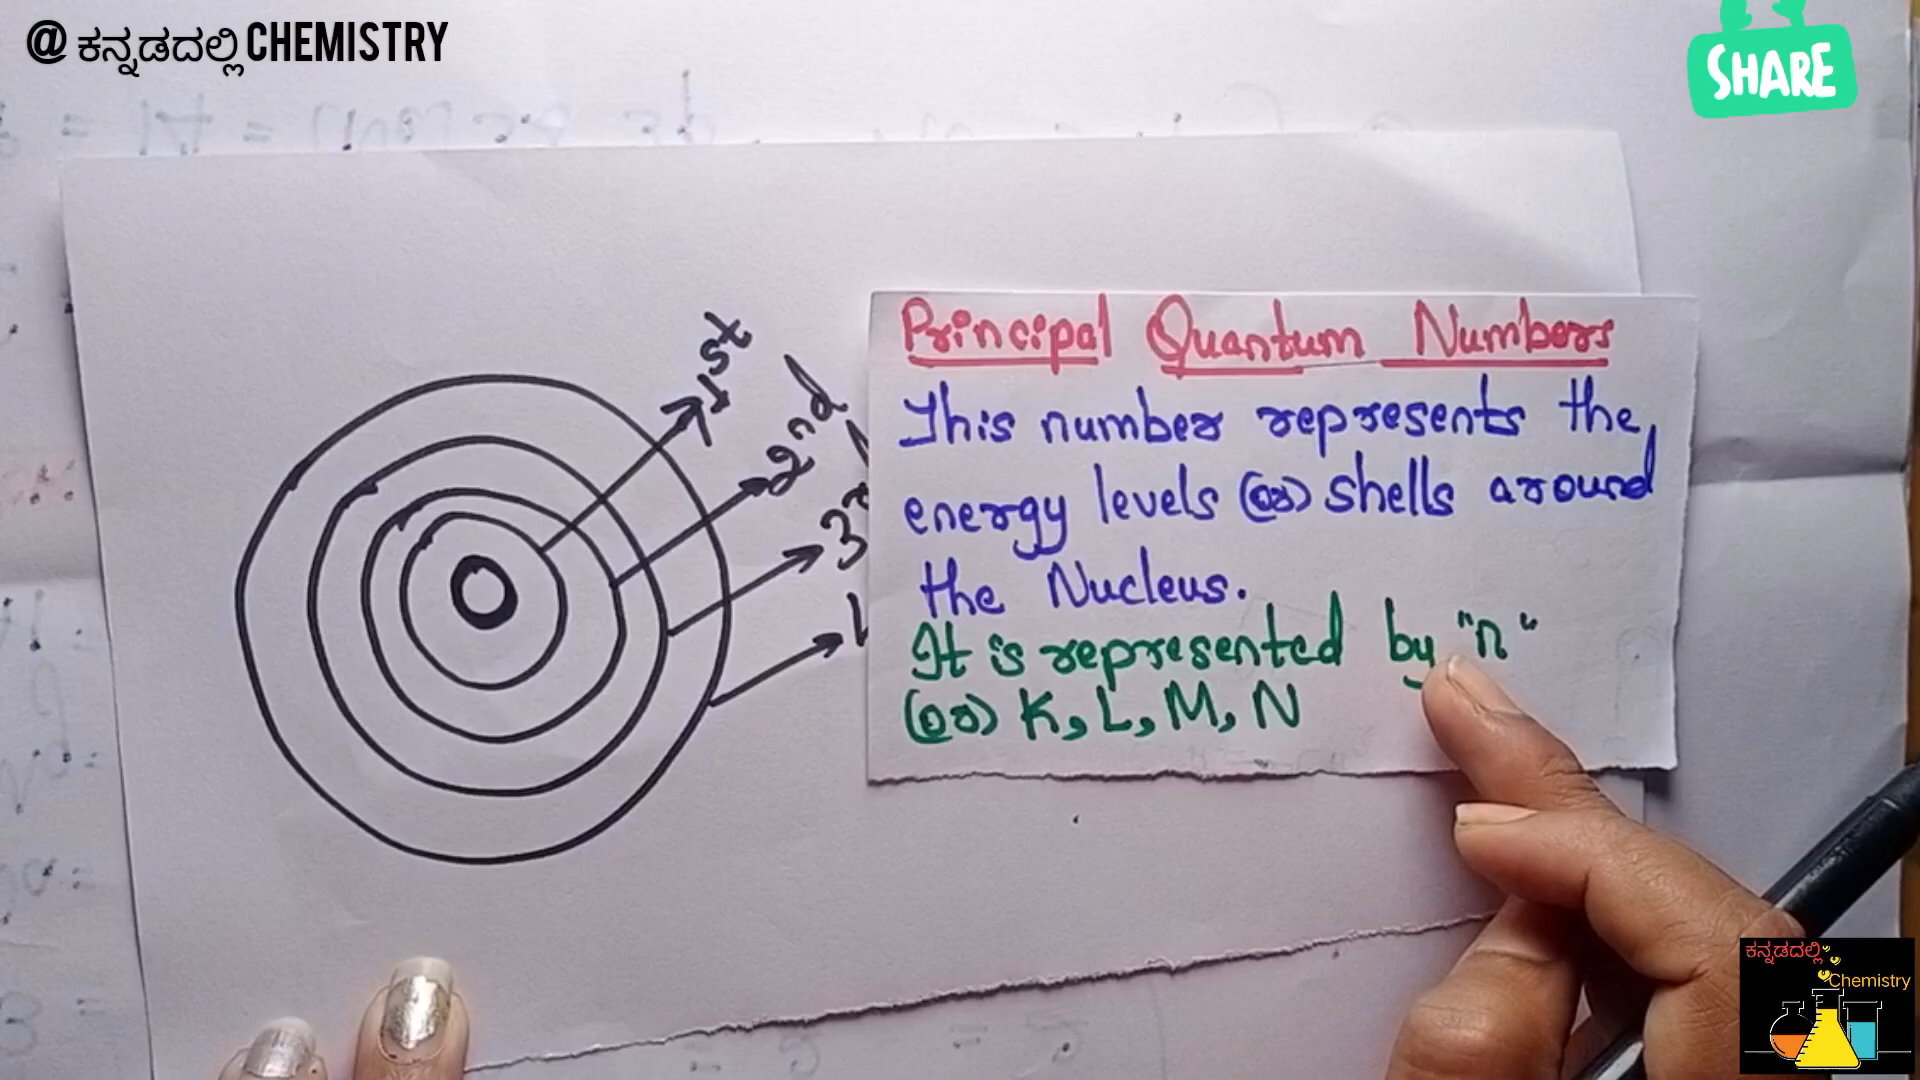 @ ಕನ್ನಡದಲ್ಲಿ CHEMISTRY
SHARE
1st
2nd
3
Principal Quantum Numbers
This number represents the
energy levels (or) shells around
the Nucleus.
It is represented by "n"
(or) K, L, M, N
ಕನ್ನಡದಲ್ಲಿ
Chemistry